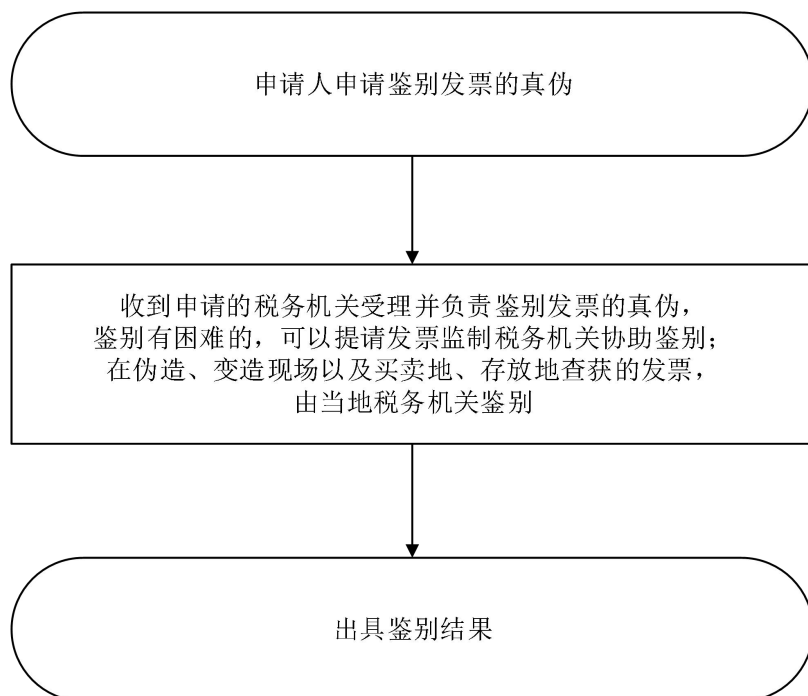 申请人申请鉴别发票的真伪
收到申请的税务机关受理并负责鉴别发票的真伪，
鉴别有困难的，可以提请发票监制税务机关协助鉴别；
在伪造、变造现场以及买卖地、存放地查获的发票，
由当地税务机关鉴别
出具鉴别结果